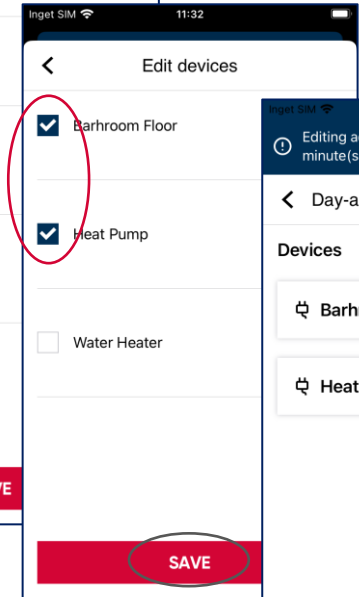 Inget SIM 11:32
Edit devices
Barhroom Floor
Heat Pump
Water Heater
SAVE
VE
Inget SIM
Editing a
minute(s
Day-a
Devices
Barh
Heat